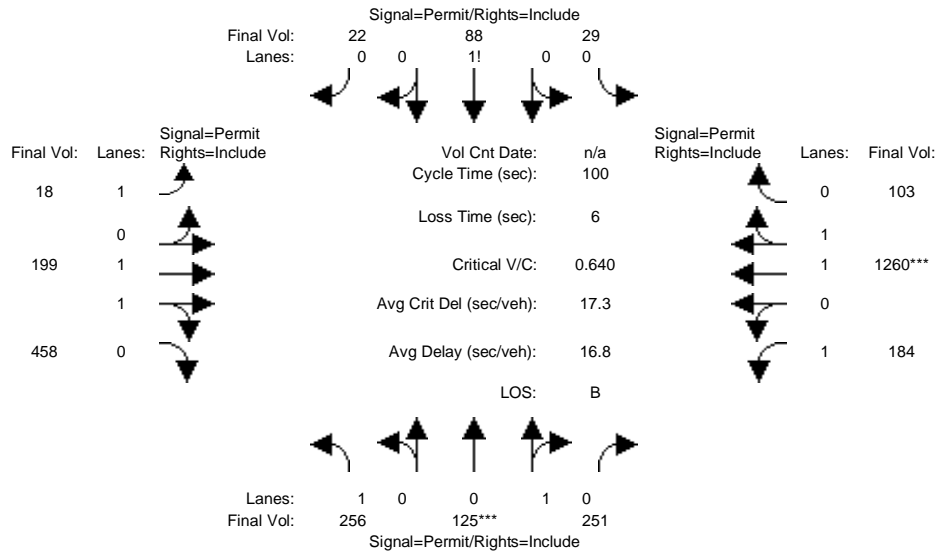 Signal=Permit/Rights=Include
Final Vol: 22 88 29
Lanes: 0 0 1! 0 0
Signal=Permit Signal=Permit
Final Vol: Lanes: Rights=Include Vol Cnt Date: n/a Rights=Include Lanes: Final Vol:
Cycle Time (sec): 100
18 1 0 103
Loss Time (sec): 6
0 1
199 1 Critical V/C: 0.640 1 1260***
1 Avg Crit Del (sec/veh): 17.3 0
458 0 Avg Delay (sec/veh): 16.8 1 184
LOS: B
Lanes: 1 0 0 1 0
Final Vol: 256 125*** 251
Signal=Permit/Rights=Include